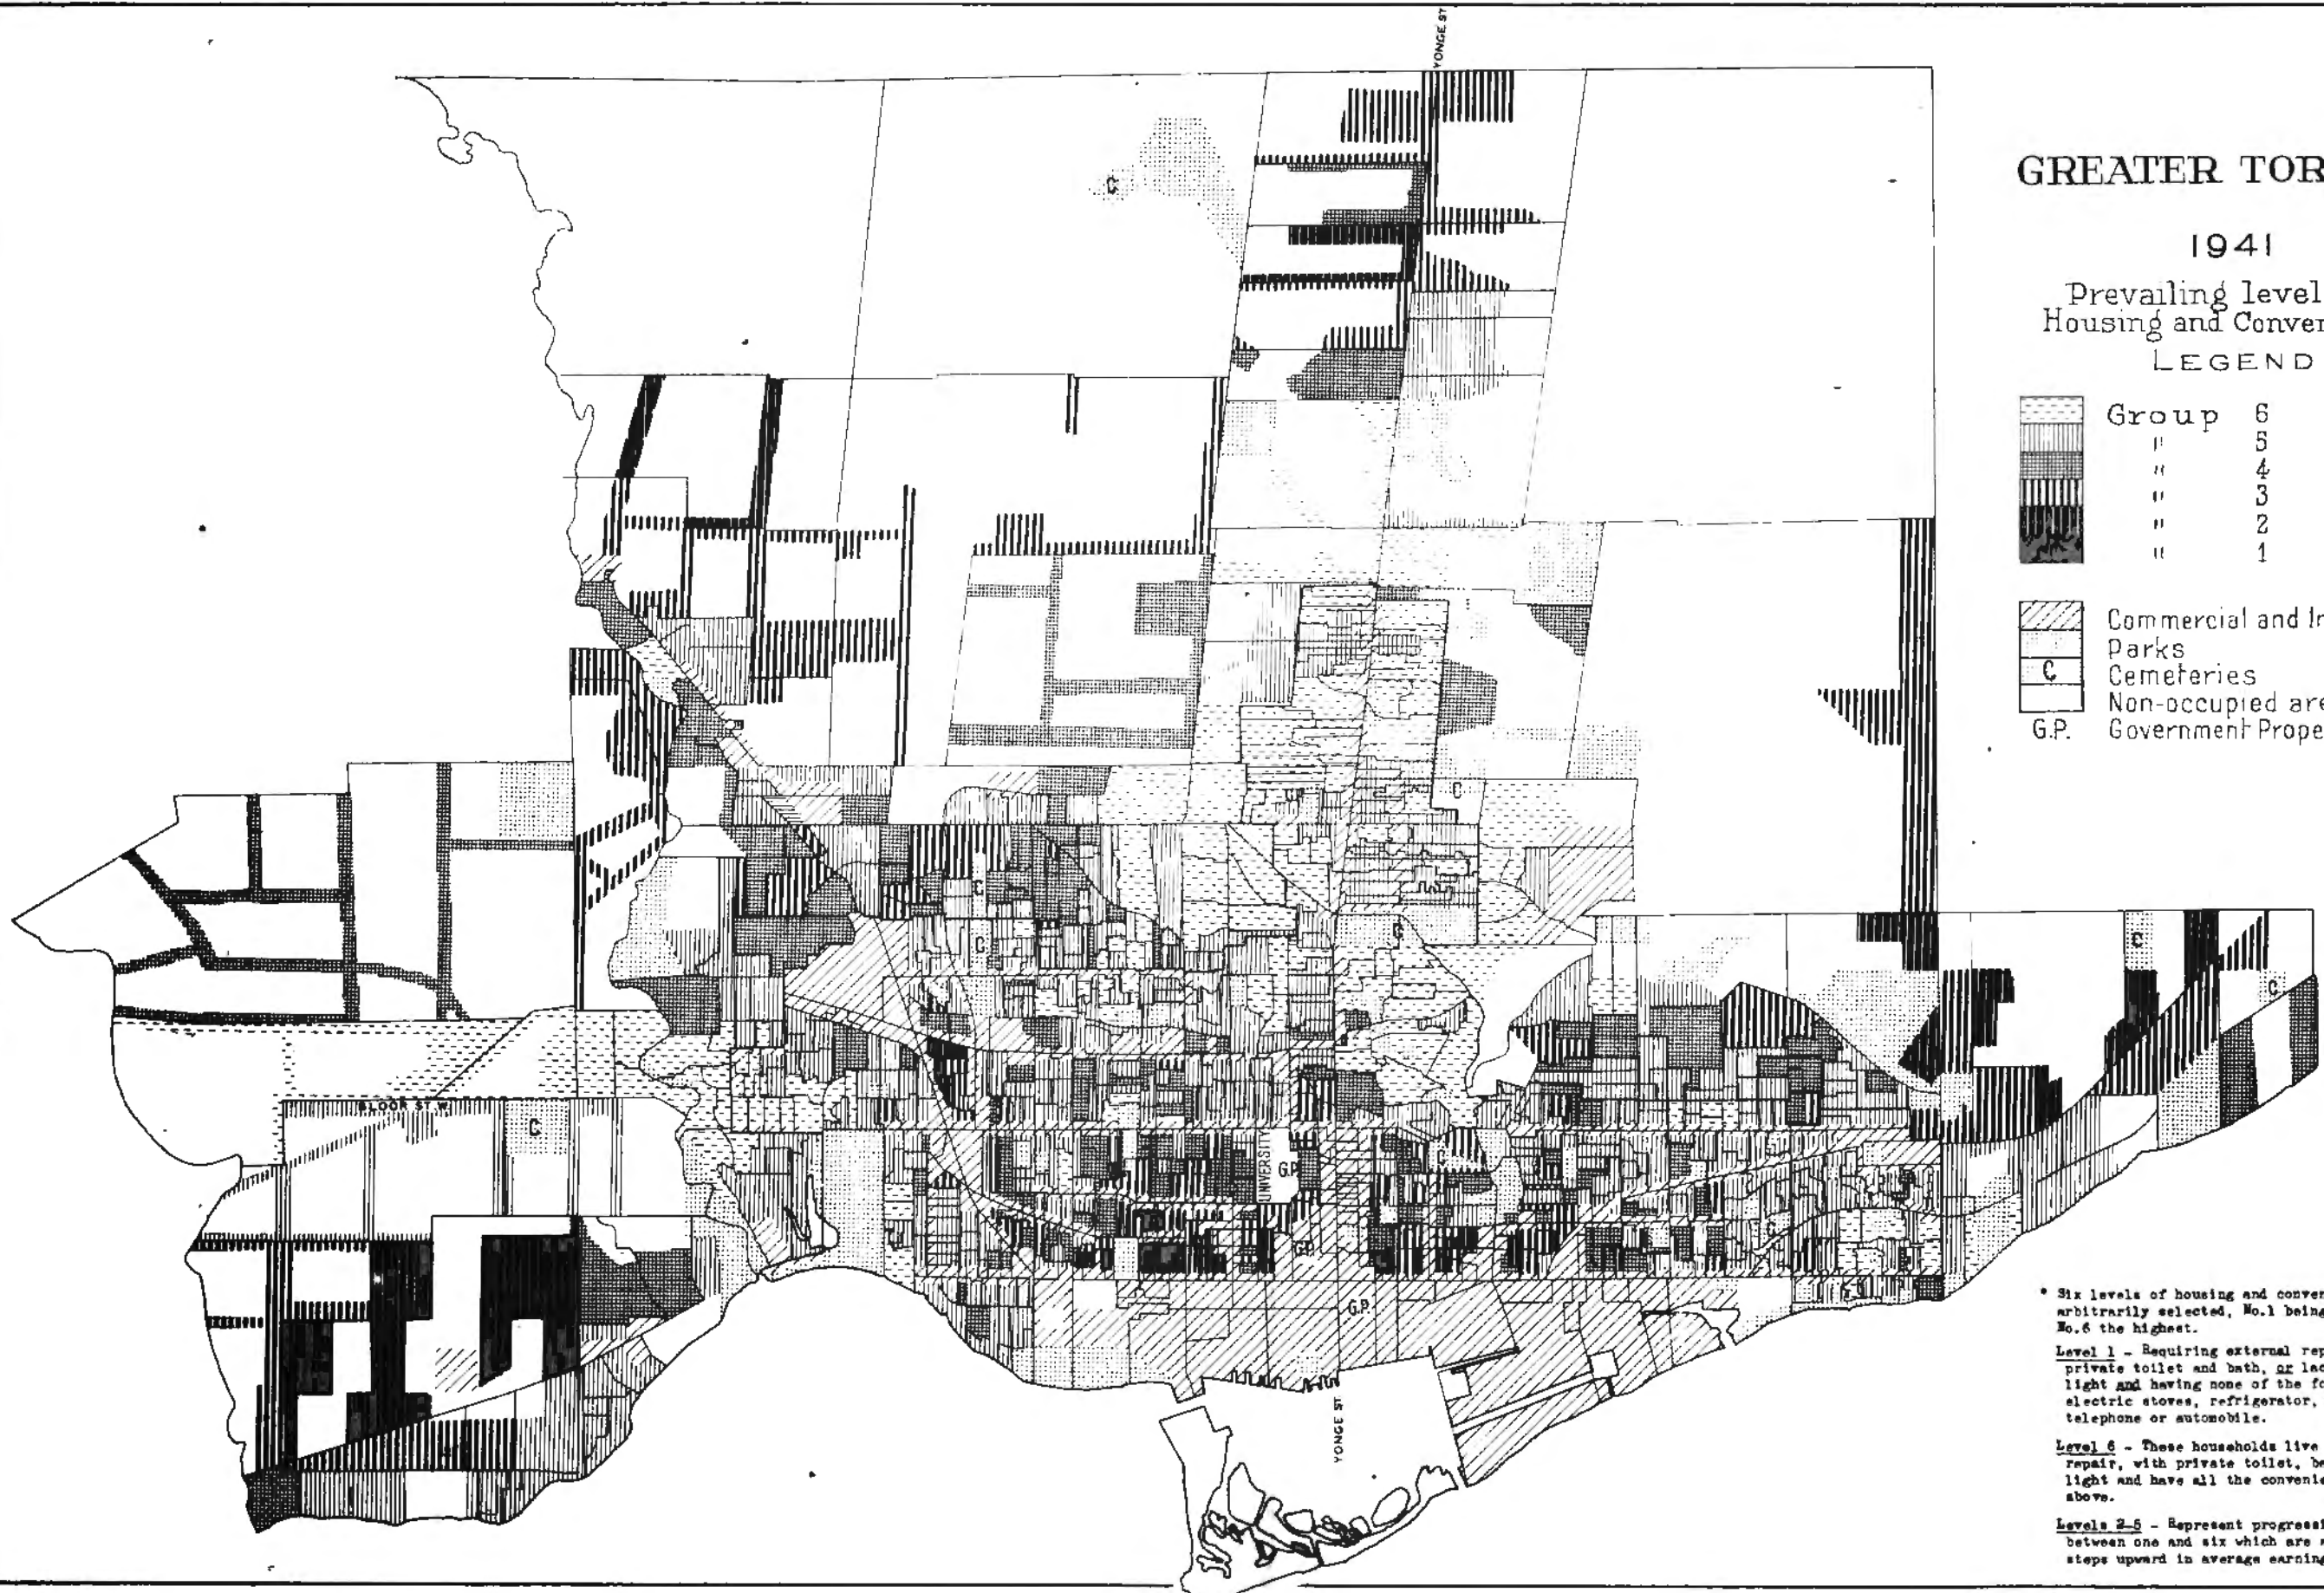 YONGE ST
GREATER TOR
1941
Prevailing level
Housing and Conver
LEGEND
Group 6
" 5
" 4
" 3
" 2
" 1
Commercial and In
Parks
C Cemeteries
Non-occupied are
G.P. Government Prope
C
C
C
C
C
C
C
C
BLOOR ST. W.
C
UNIVERSITY
G.P.
C
C
G.P.
G.P.
YONGE ST
* Six levels of housing and conver
arbitrarily selected, No.1 being
No.6 the highest.
Level 1 - Requiring external rep
private toilet and bath, or lac
light and having none of the fo
electric stoves, refrigerator,
telephone or automobile.
Level 6 - These households live
repair, with private toilet, ba
light and have all the convenie
above.
Levels 2-5 - Represent progressi
between one and six which are a
steps upward in average earning